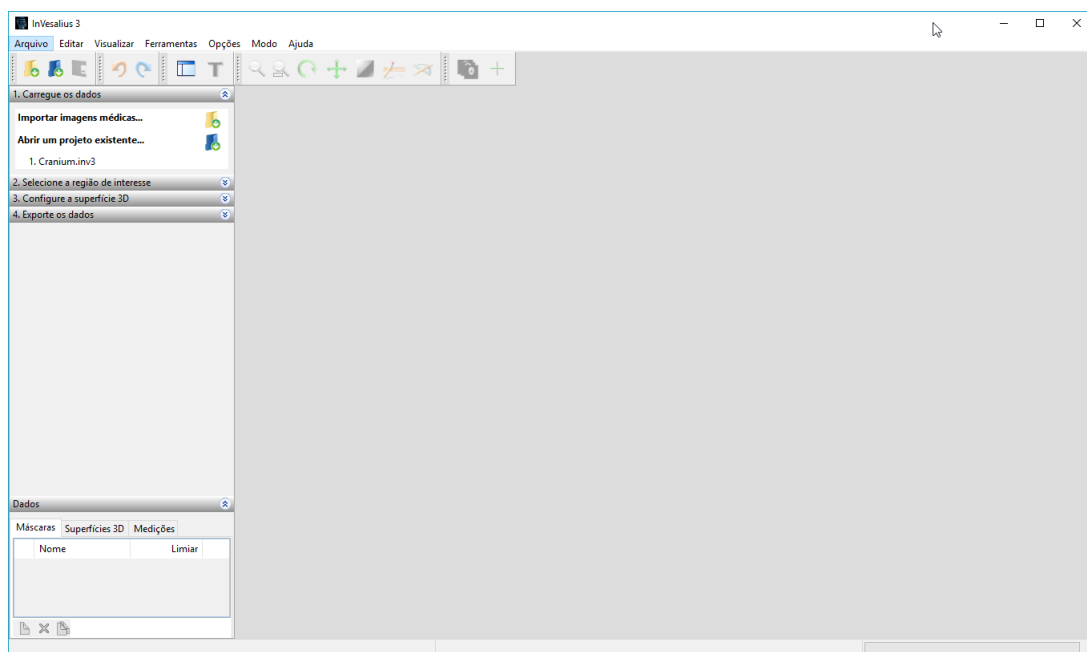 InVesalius 3
Arquivo Editar Visualizar Ferramentas Opções Modo Ajuda
T
1. Carregue os dados
Importar imagens médicas...
Abrir um projeto existente...
1. Cranium.inv3
2. Selecione a região de interesse
3. Configure a superfície 3D
4. Exporte os dados
Dados
Máscaras Superfícies 3D Medições
Nome Limiar